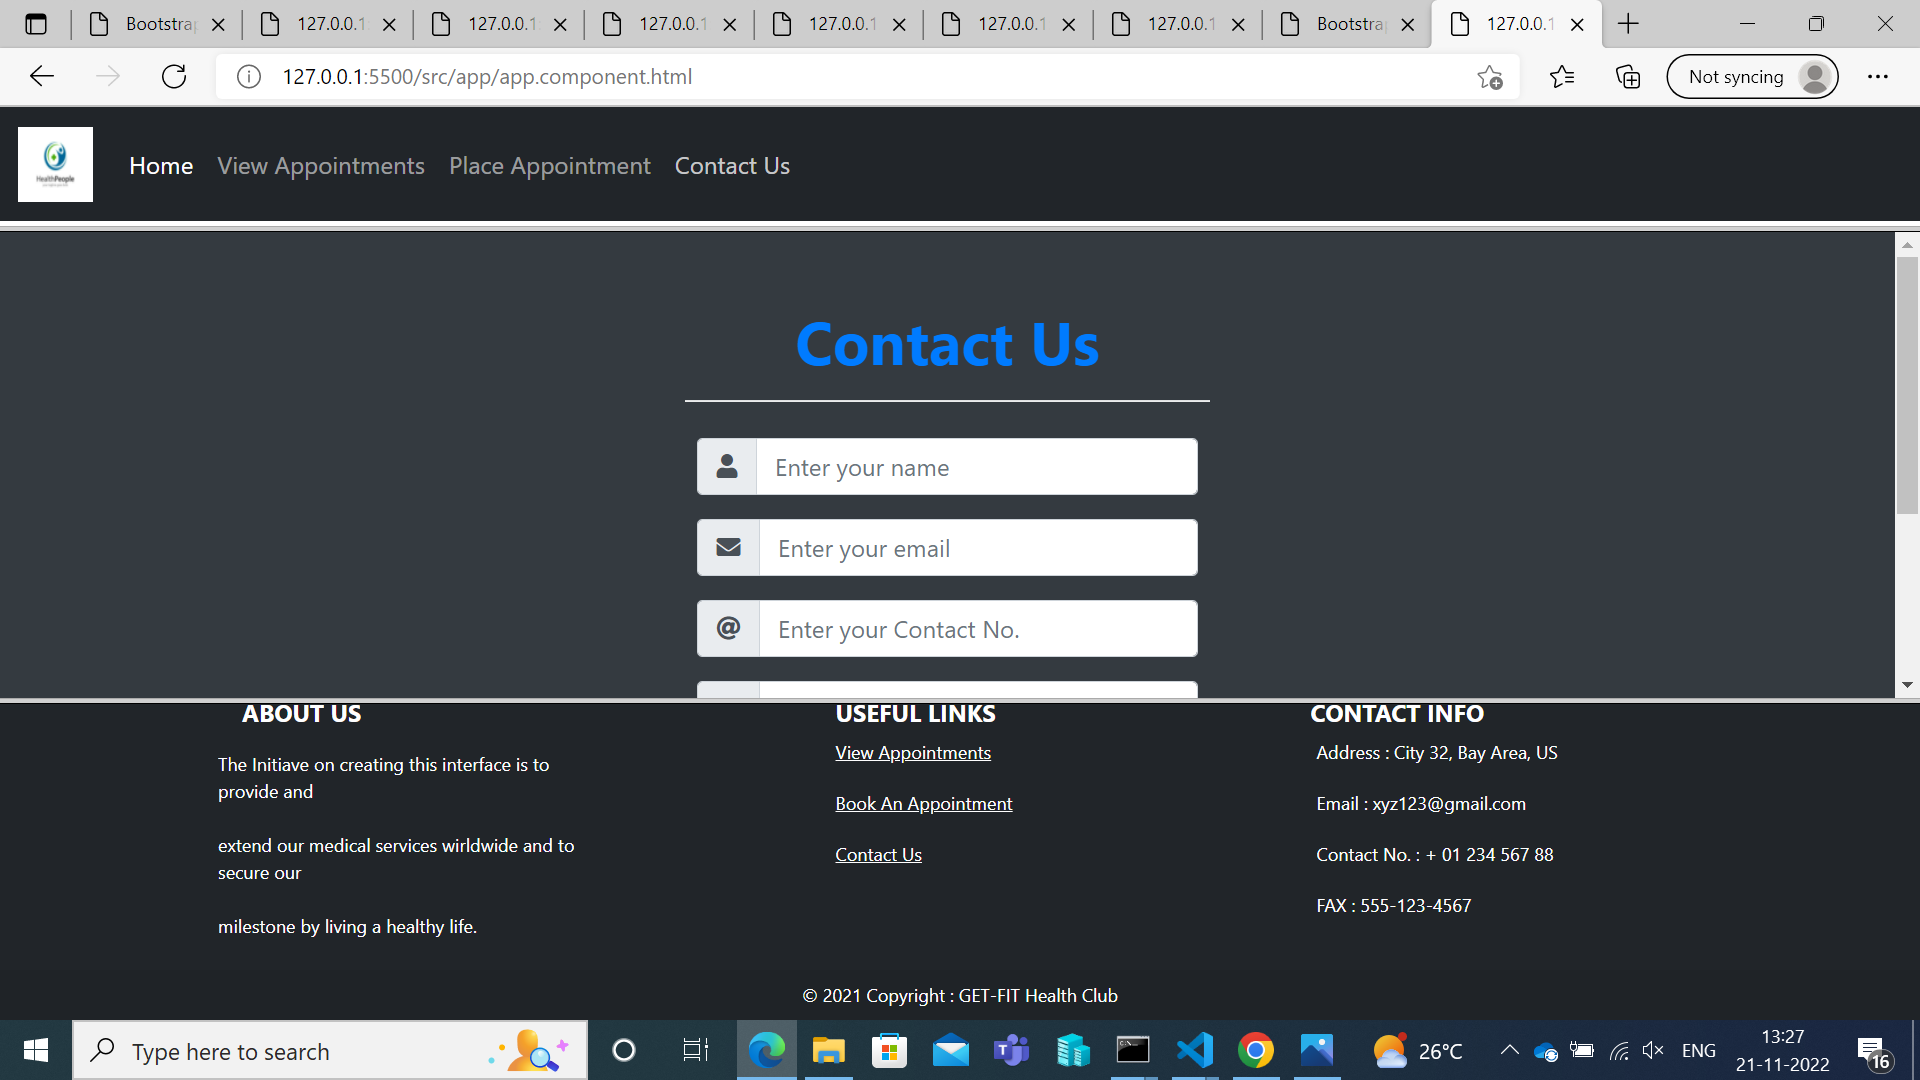 Bootstrap
127.0.0.1
127.0.0.1
127.0.0.1
127.0.0.1
127.0.0.1
127.0.0.1
Bootstrap
127.0.0.1
127.0.0.1:5500/src/app/app.component.html
Not syncing
HealthPeople
Home
View Appointments
Place Appointment
Contact Us
Contact Us
Enter your name
Enter your email
@
Enter your Contact No.
ABOUT US
The Initiave on creating this interface is to
provide and
extend our medical services wirldwide and to
secure our
milestone by living a healthy life.
USEFUL LINKS
View Appointments
Book An Appointment
Contact Us
CONTACT INFO
Address : City 32, Bay Area, US
Email : xyz123@gmail.com
Contact No. : + 01 234 567 88
FAX : 555-123-4567
© 2021 Copyright : GET-FIT Health Club
Type here to search
26°C
ENG
13:27
21-11-2022
16